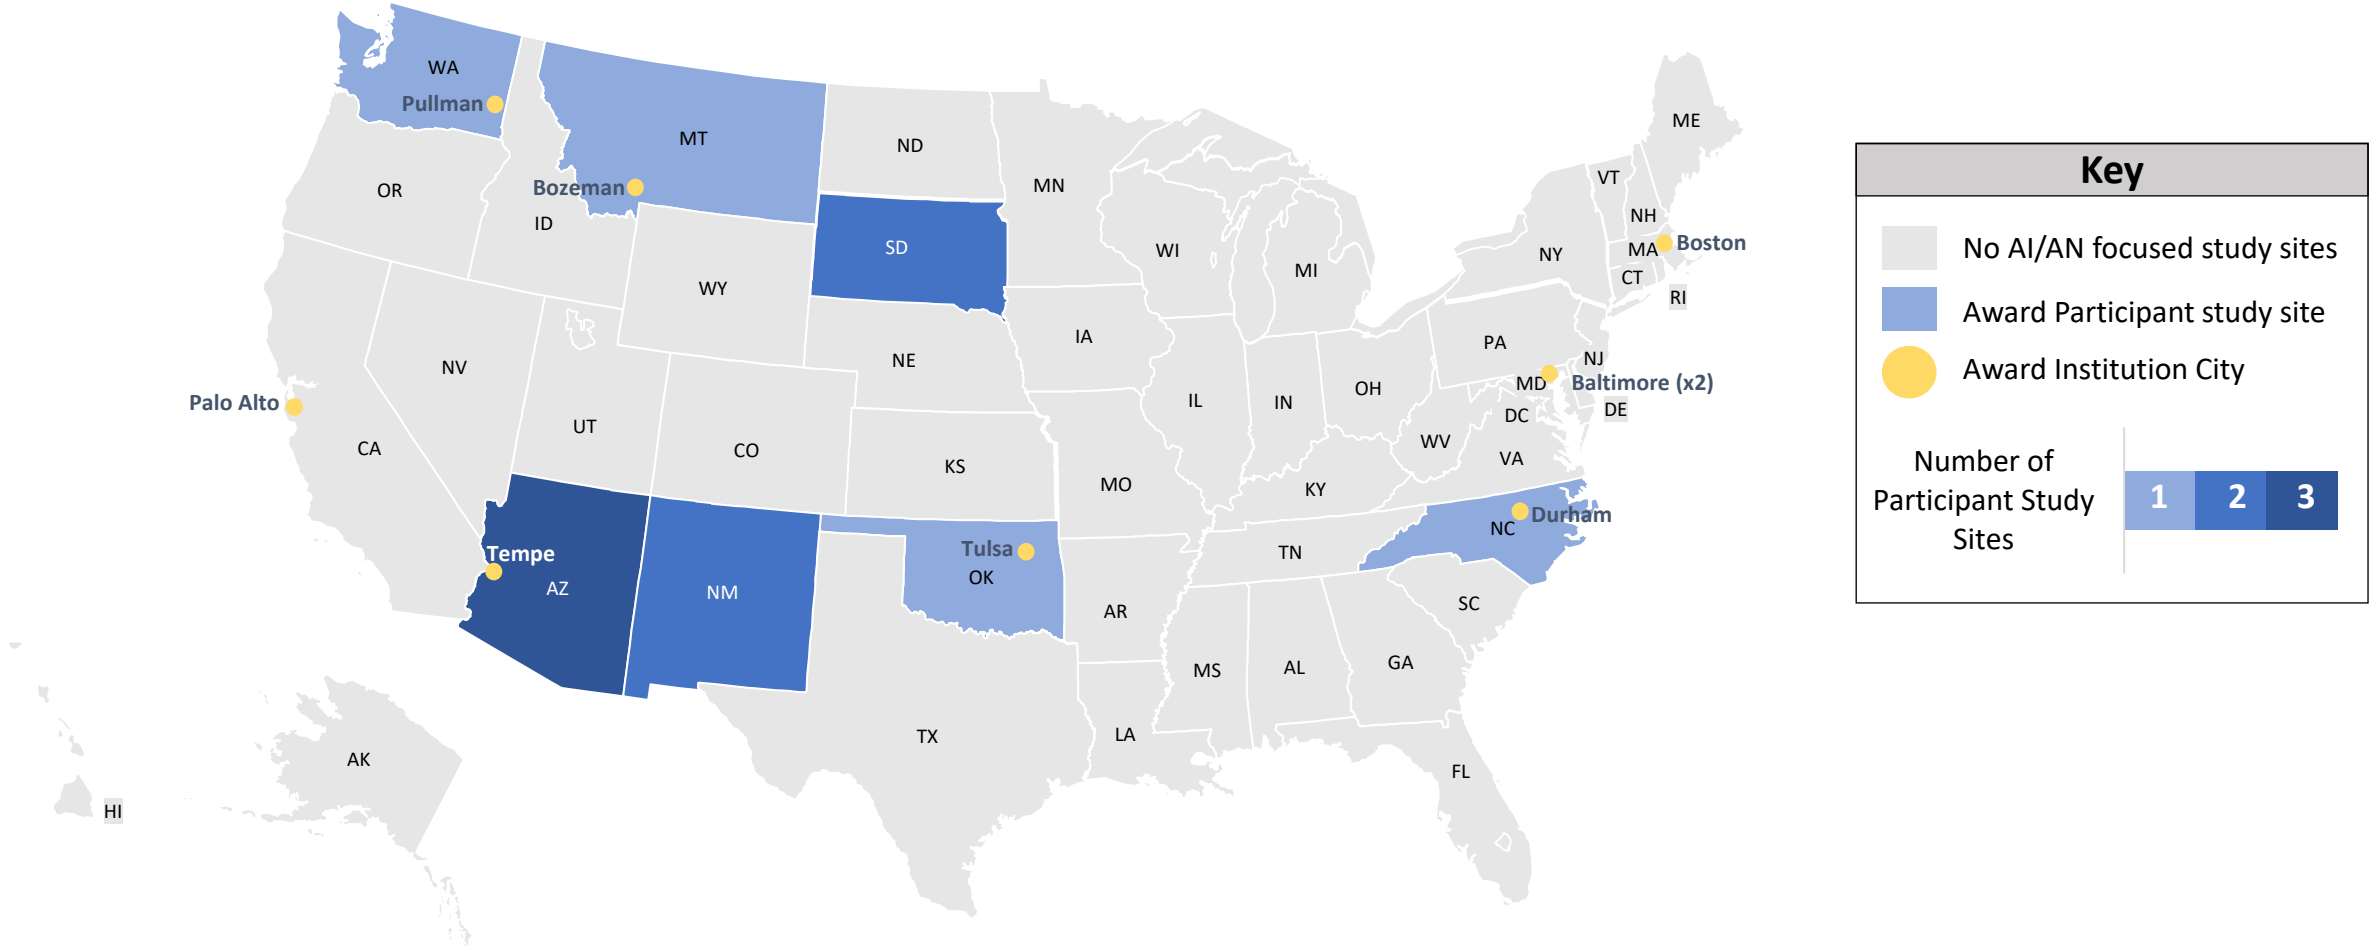 WA
Pullman
MT
Bozeman
OR
ID
ND
MN
SD
WY
WI
MI
NY
VT
NH
ME
MA
Boston
CT
RI
IA
NE
PA
NJ
MD
Baltimore (x2)
DE
DC
NV
Palo Alto
CA
UT
CO
KS
MO
IL
IN
OH
WV
VA
KY
NC
Durham
TN
Tempe
AZ
NM
Tulsa
OK
AR
SC
MS
AL
GA
TX
LA
FL
AK
HI
Key
No AI/AN focused study sites
Award Participant study site
Award Institution City
Number of
Participant Study
Sites
1 2 3